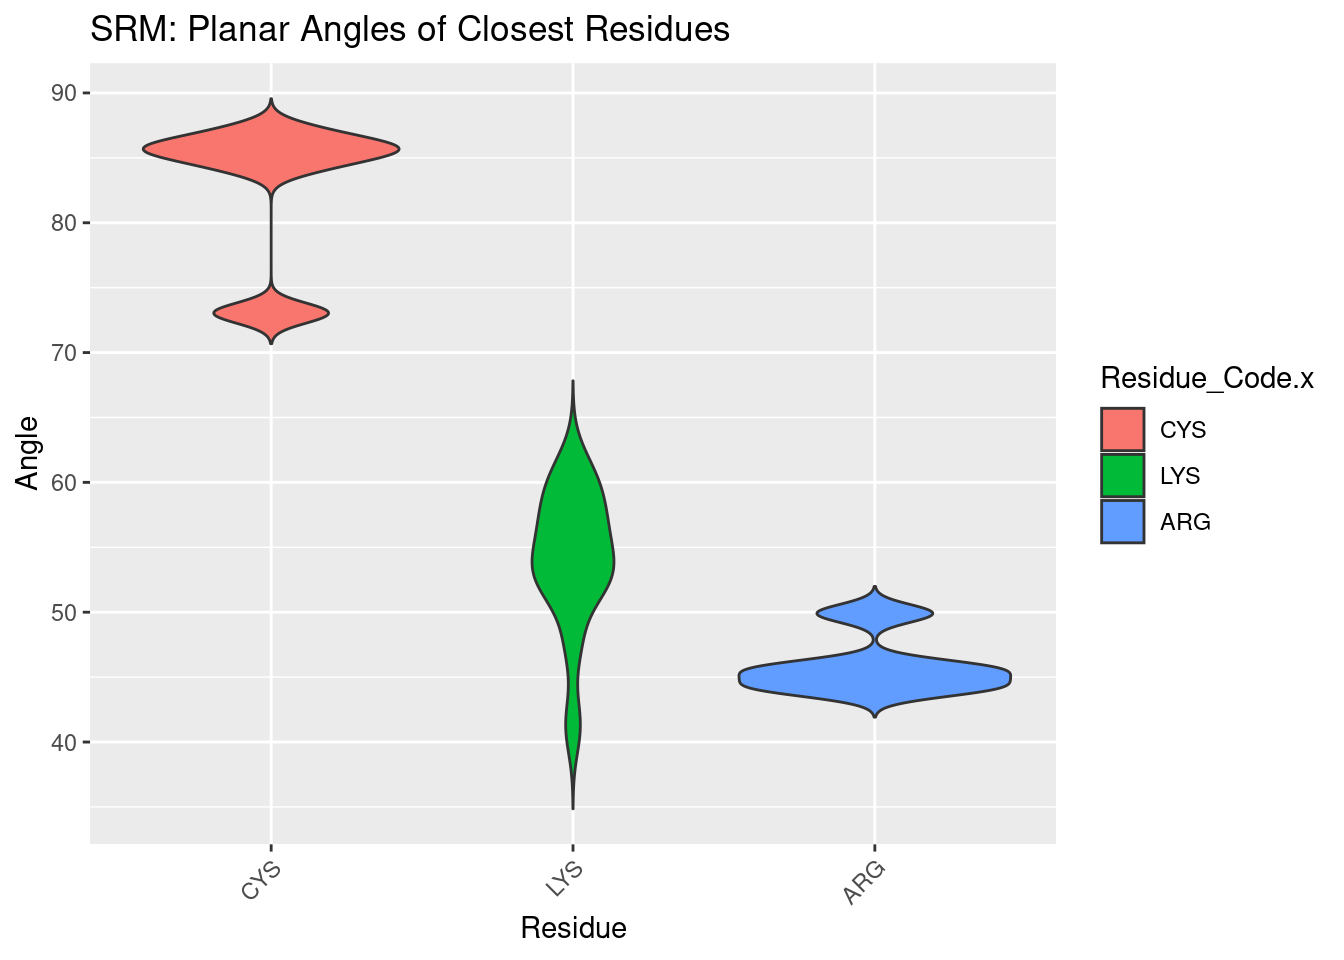 SRM: Planar Angles of Closest Residues
90
80
70
60
50
40
Angle
CYS
LYS
ARG
Residue
Residue_Code.x
CYS
LYS
ARG